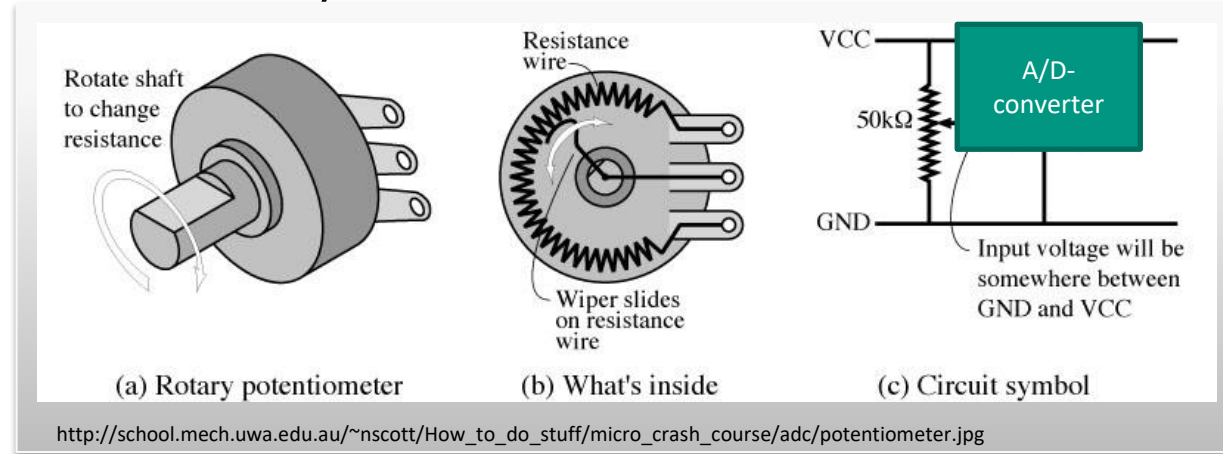 Rotate shaft
to change
resistance
(a) Rotary potentiometer
Resistance
wire
Wiper slides
on resistance
wire
(b) What's inside
VCC
A/D-
converter
50kΩ
GND
Input voltage will be
somewhere between
GND and VCC
(c) Circuit symbol
http://school.mech.uwa.edu.au/~nscott/How_to_do_stuff/micro_crash_course/adc/potentiometer.jpg